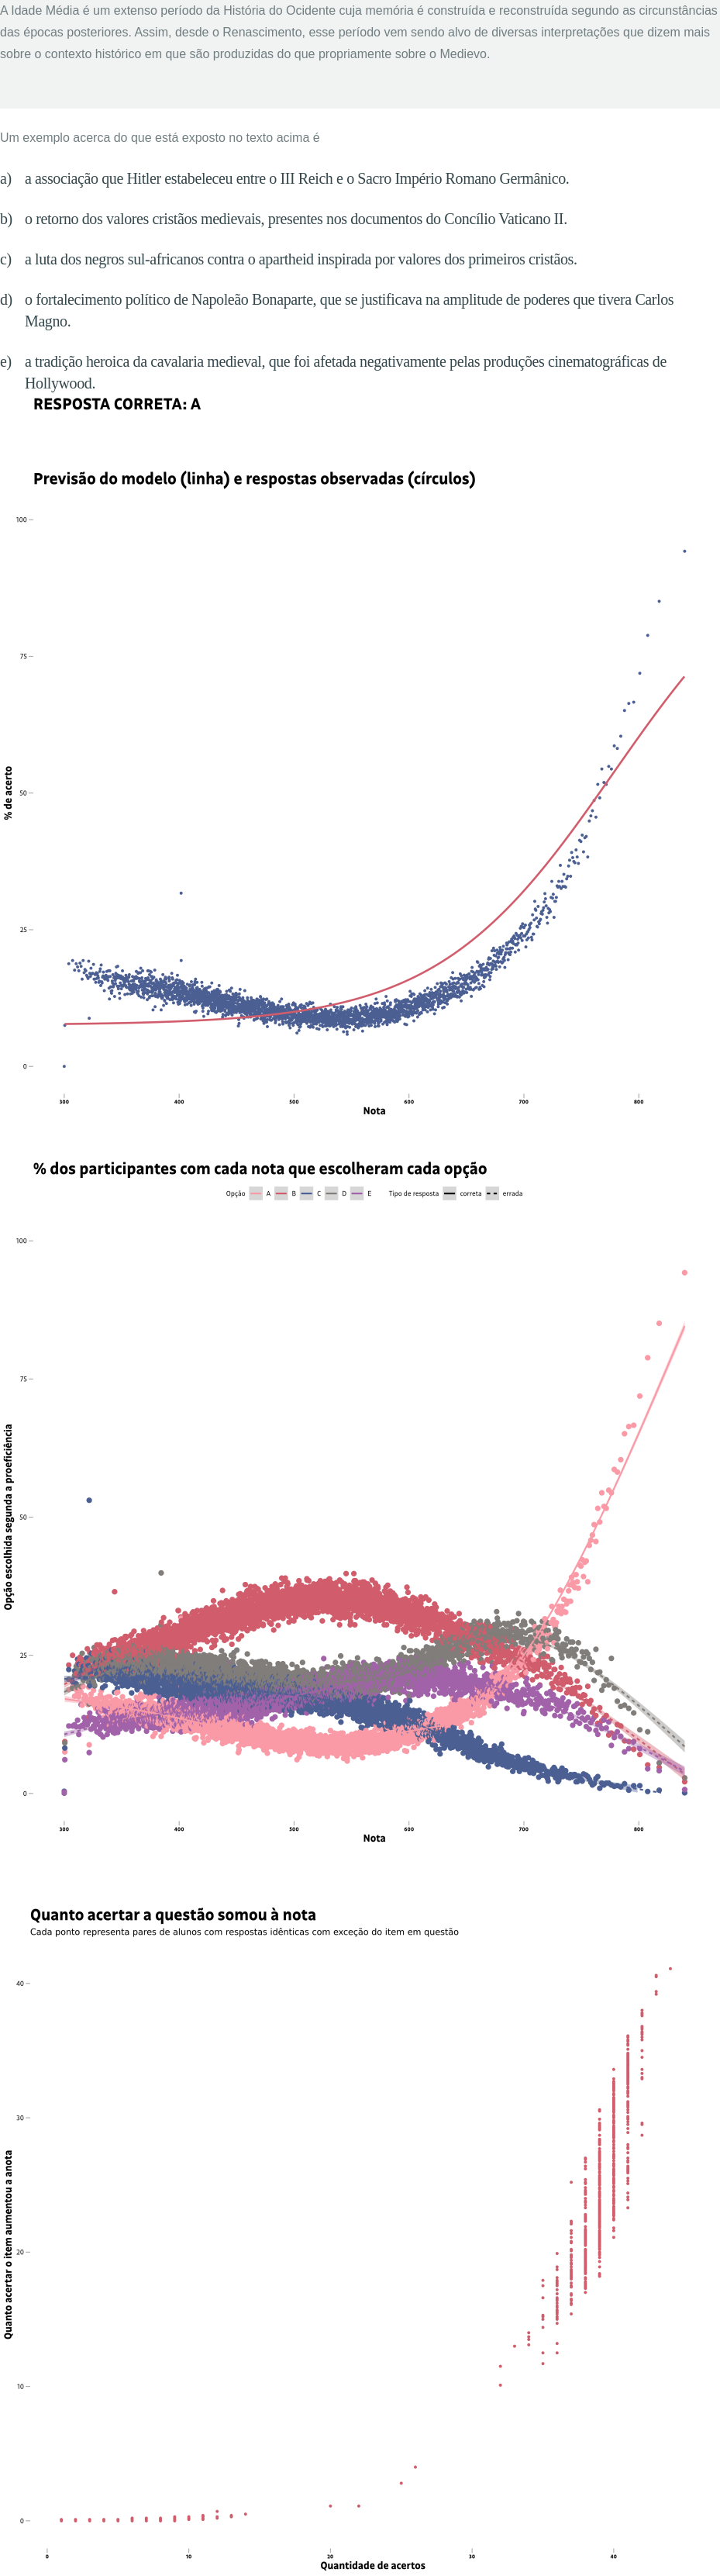 A Idade Média é um extenso período da História do Ocidente cuja memória é construída e reconstruída segundo as circunstâncias
das épocas posteriores. Assim, desde o Renascimento, esse período vem sendo alvo de diversas interpretações que dizem mais
sobre o contexto histórico em que são produzidas do que propriamente sobre o Medievo.
Um exemplo acerca do que está exposto no texto acima é
a) a associação que Hitler estabeleceu entre o III Reich e o Sacro Império Romano Germânico.
b) o retorno dos valores cristãos medievais, presentes nos documentos do Concílio Vaticano II.
c) a luta dos negros sul-africanos contra o apartheid inspirada por valores dos primeiros cristãos.
d) o fortalecimento político de Napoleão Bonaparte, que se justificava na amplitude de poderes que tivera Carlos
Magno.
e) a tradição heroica da cavalaria medieval, que foi afetada negativamente pelas produções cinematográficas de
Hollywood.
RESPOSTA CORRETA: A
Previsão do modelo (linha) e respostas observadas (círculos)
100
75
50
25
0
% de acerto
300 400 500 600 700 800
Nota
% dos participantes com cada nota que escolheram cada opção
Opção A B C D E Tipo de resposta correta errada
100
75
50
25
0
Opção escolhida segunda a proeficiência
300 400 500 600 700 800
Nota
Quanto acertar a questão somou à nota
Cada ponto representa pares de alunos com respostas idênticas com exceção do item em questão
40
30
20
10
0
Quanto acertar o item aumentou a anota
0 10 20 30 40
Quantidade de acertos